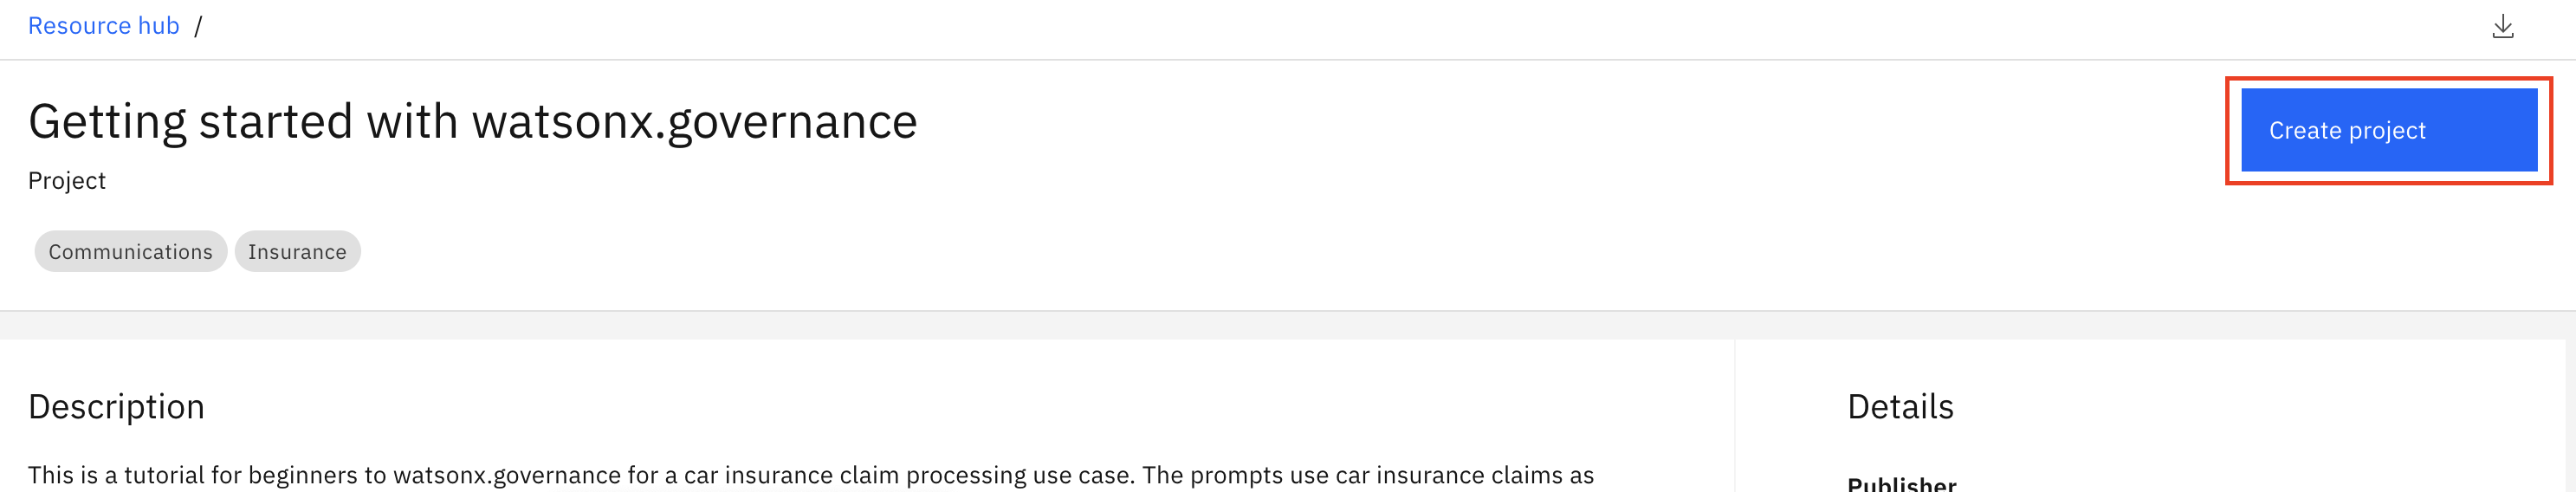 Resource hub /
Getting started with watsonx.governance
Create project
Project
Communications Insurance
Description
Details
This is a tutorial for beginners to watsonx.governance for a car insurance claim processing use case. The prompts use car insurance claims as
Publisher